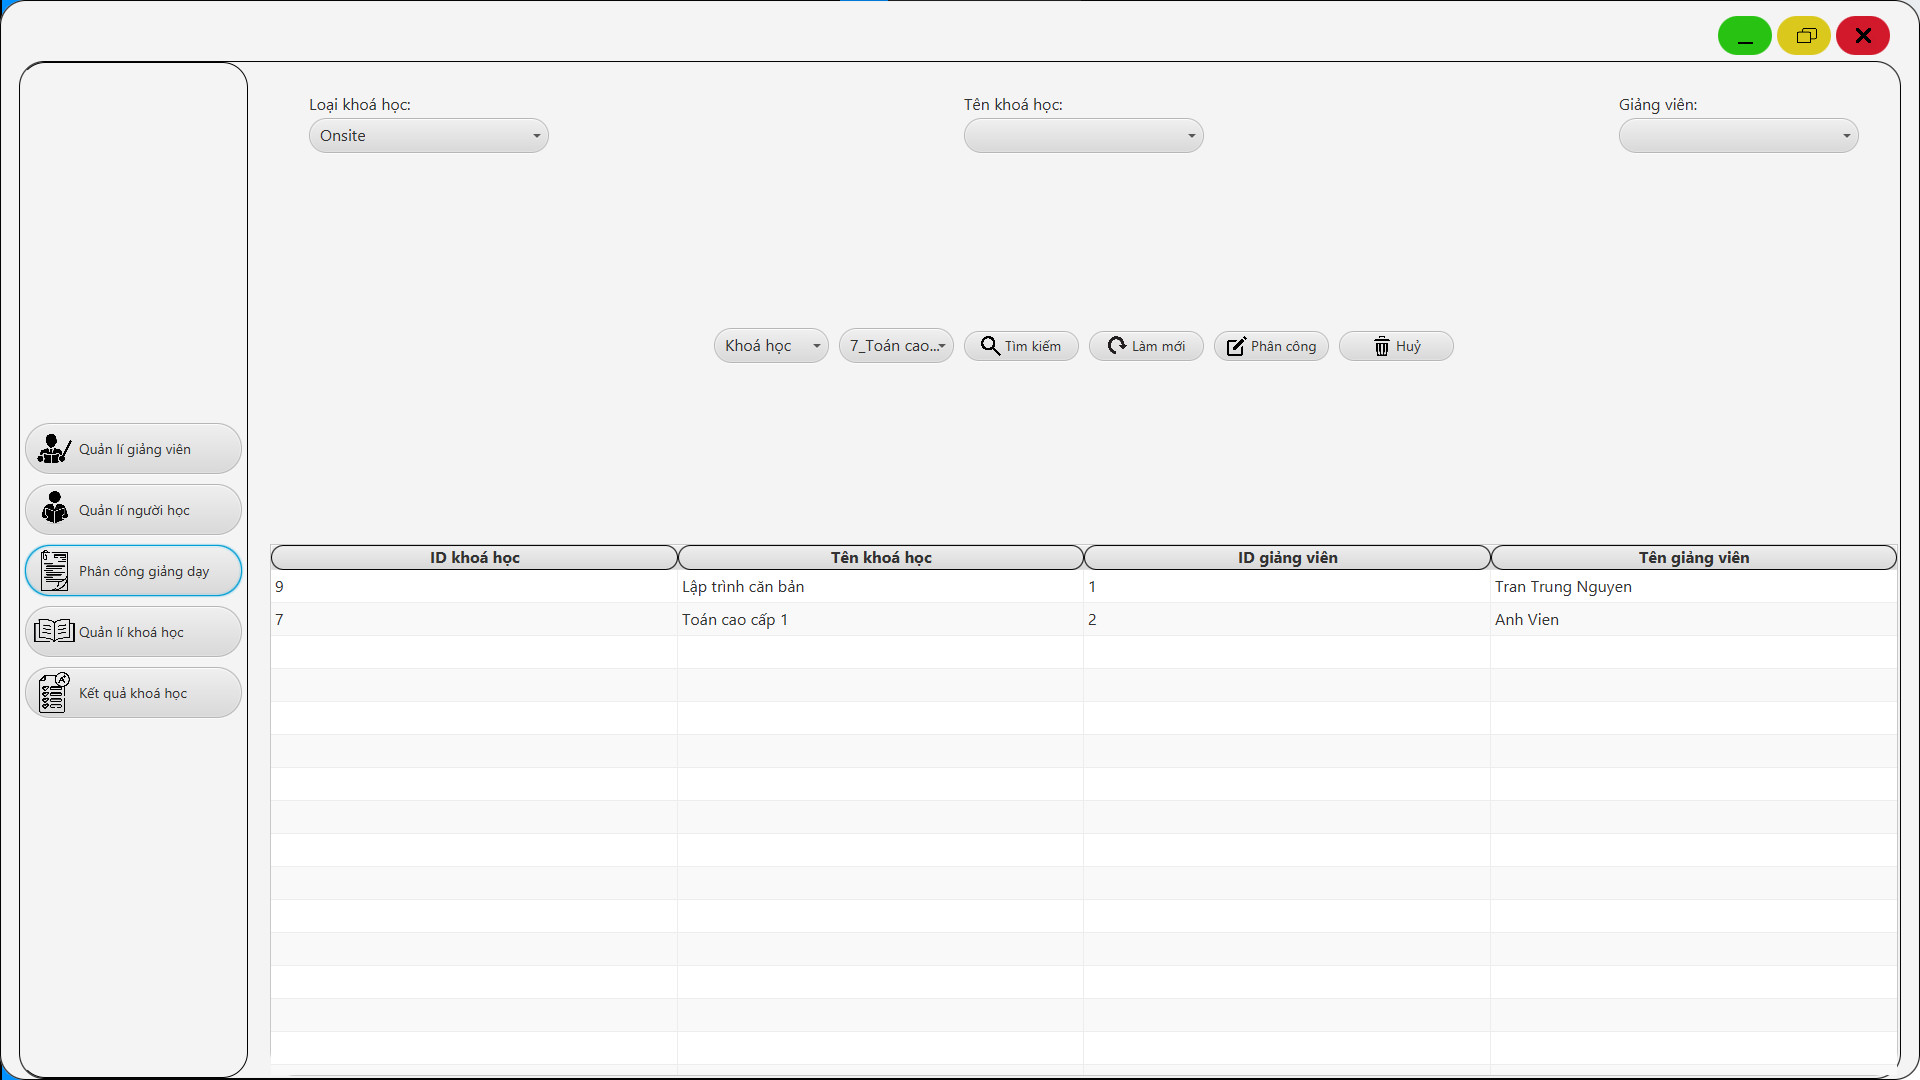 Loại khoá học:
Tên khoá học:
Giảng viên:
Onsite
Khoá học
7_Toán cao...
Tìm kiếm
Làm mới
Phân công
Huỷ
Quản lí giảng viên
Quản lí người học
Phân công giảng dạy
Quản lí khoá học
Kết quả khoá học
ID khoá học
Tên khoá học
ID giảng viên
Tên giảng viên
9
Lập trình căn bản
1
Tran Trung Nguyen
7
Toán cao cấp 1
2
Anh Vien